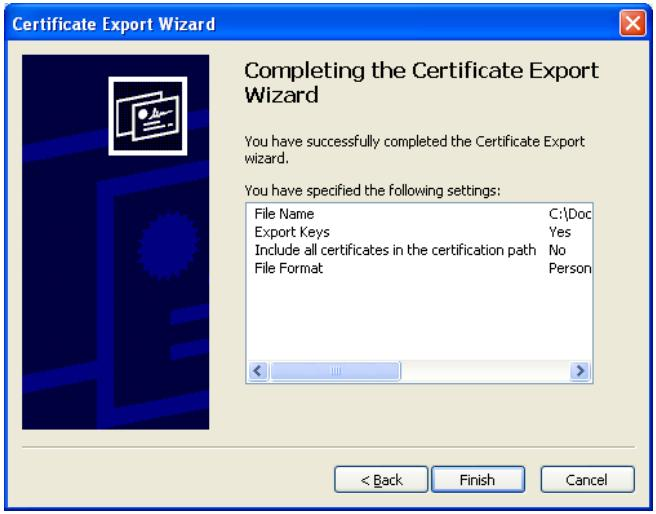 Certificate Export Wizard
Completing the Certificate Export
Wizard
You have successfully completed the Certificate Export
wizard.
You have specified the following settings:
File Name C:\Doc
Export Keys Yes
Include all certificates in the certification path No
File Format Person
< Back Finish Cancel